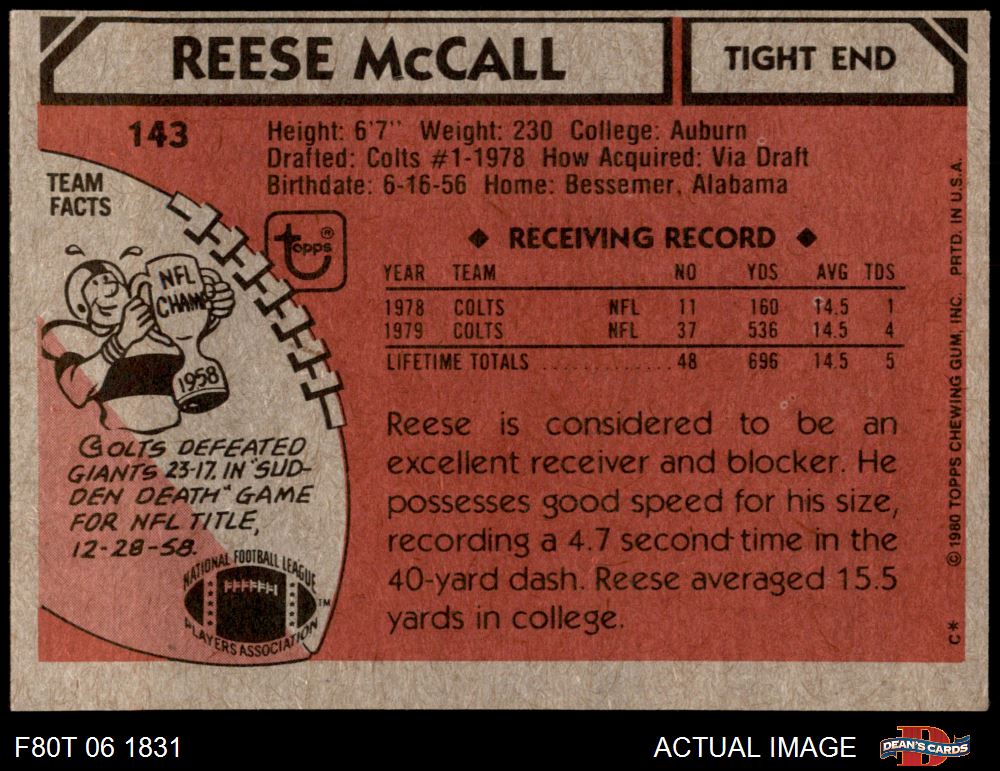 REESE McCALL
TIGHT END
143
Height: 6'7" Weight: 230 College: Auburn
Drafted: Colts #1-1978 How Acquired: Via Draft
Birthdate: 6-16-56 Home: Bessemer, Alabama
TEAM
FACTS
topps®
NFL
CHAMP
1958
COLTS DEFEATED
GIANTS 23-17, IN "SUD-
DEN DEATH" GAME
FOR NFL TITLE,
12-28-58.
NATIONAL FOOTBALL LEAGUE
PLAYERS ASSOCIATION
TM
◆ RECEIVING RECORD ◆
YEAR TEAM NO YDS AVG TDS
1978 COLTS NFL 11 160 14.5 1
1979 COLTS NFL 37 536 14.5 4
LIFETIME TOTALS ............ 48 696 14.5 5
Reese is considered to be an
excellent receiver and blocker. He
possesses good speed for his size,
recording a 4.7 second time in the
40-yard dash. Reese averaged 15.5
yards in college.
C* © 1980 TOPPS CHEWING GUM, INC. PRTD. IN U.S.A.
F80T 06 1831
ACTUAL IMAGE
DEAN'S CARDS